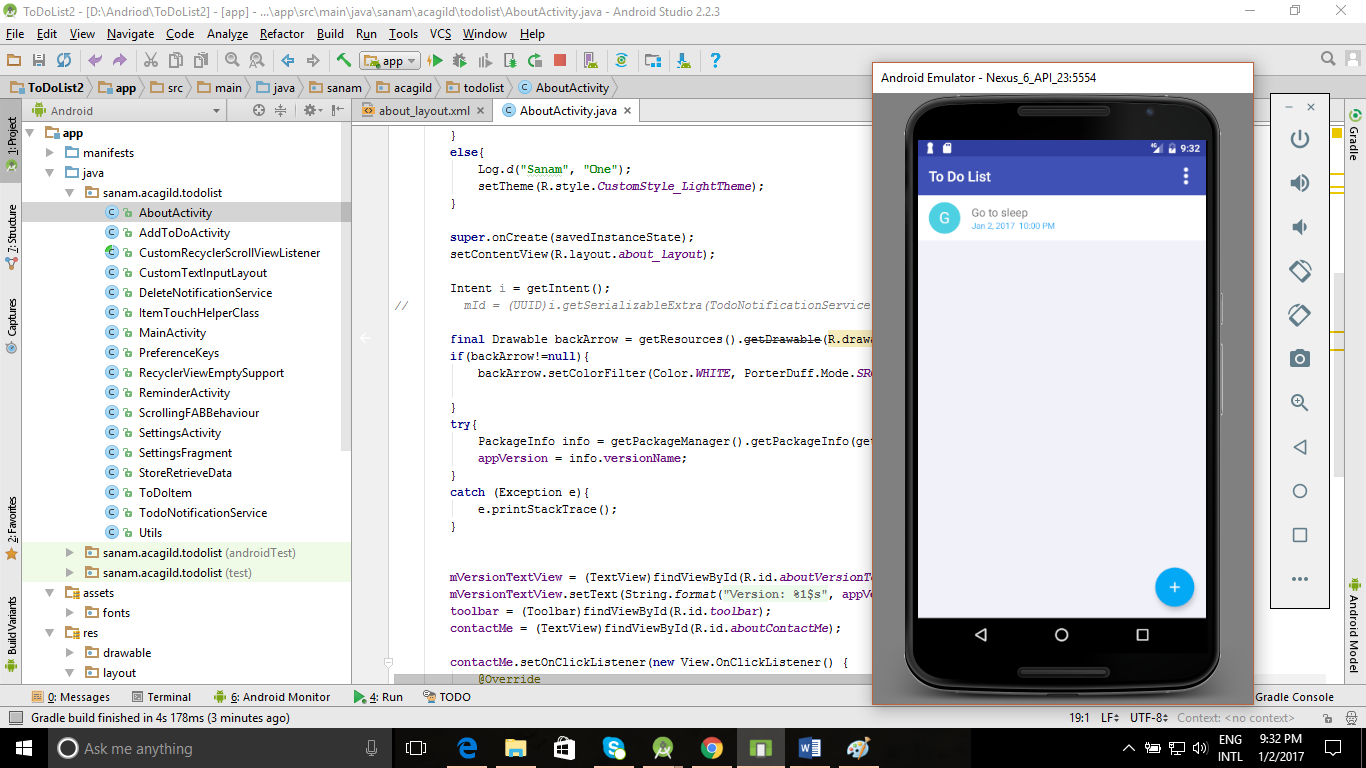 ToDoList2 - [D:\Andriod\ToDoList2] - [app] - ...\app\src\main\java\sanam\acagild\todolist\AboutActivity.java - Android Studio 2.2.3
File Edit View Navigate Code Analyze Refactor Build Run Tools VCS Window Help
app
ToDoList2 app src main java sanam acagild todolist AboutActivity
Android
about_layout.xml AboutActivity.java
1: Project
7: Structure
Captures
2: Favorites
Build Variants
app
manifests
java
sanam.acagild.todolist
AboutActivity
AddToDoActivity
CustomRecyclerScrollViewListener
CustomTextInputLayout
DeleteNotificationService
ItemTouchHelperClass
MainActivity
PreferenceKeys
RecyclerViewEmptySupport
ReminderActivity
ScrollingFABBehaviour
SettingsActivity
SettingsFragment
StoreRetrieveData
ToDoItem
TodoNotificationService
Utils
sanam.acagild.todolist (androidTest)
sanam.acagild.todolist (test)
assets
fonts
res
drawable
layout
}
else{
Log.d("Sanam", "One");
setTheme(R.style.CustomStyle_LightTheme);
}
super.onCreate(savedInstanceState);
setContentView(R.layout.about_layout);
Intent i = getIntent();
// mId = (UUID)i.getSerializableExtra(TodoNotificationService
final Drawable backArrow = getResources().getDrawable(R.drawa
if(backArrow!=null){
backArrow.setColorFilter(Color.WHITE, PorterDuff.Mode.SR
}
try{
PackageInfo info = getPackageManager().getPackageInfo(ge
appVersion = info.versionName;
}
catch (Exception e){
e.printStackTrace();
}
mVersionTextView = (TextView)findViewById(R.id.aboutVersionT
mVersionTextView.setText(String.format("Version: %1$s", appV
toolbar = (Toolbar)findViewById(R.id.toolbar);
contactMe = (TextView)findViewById(R.id.aboutContactMe);
contactMe.setOnClickListener(new View.OnClickListener() {
@Override
Android Emulator - Nexus_6_API_23:5554
4G 9:32
To Do List
G
Go to sleep
Jan 2, 2017 10:00 PM
+
Gradle
Android Model
0: Messages Terminal 6: Android Monitor 4: Run TODO Gradle Console
Gradle build finished in 4s 178ms (3 minutes ago) 19:1 LF UTF-8 Context: <no context>
Ask me anything
ENG
INTL
9:32 PM
1/2/2017